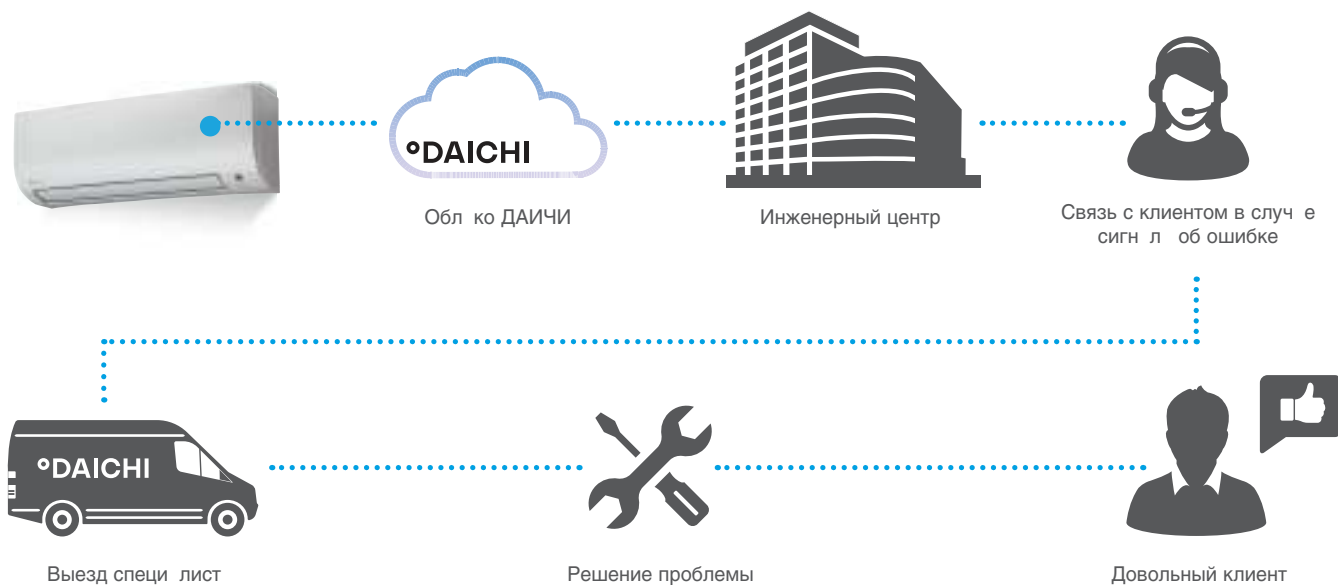 °DAICHI
Обл ко ДАИЧИ
Инженерный центр
Связь с клиентом в случ е
сигн л об ошибке
°DAICHI
Выезд специ лист
Решение проблемы
Довольный клиент